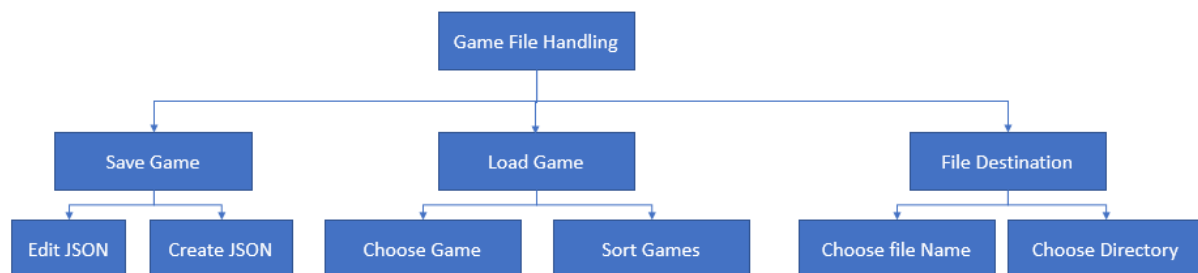 Game File Handling
Save Game
Load Game
File Destination
Edit JSON
Create JSON
Choose Game
Sort Games
Choose file Name
Choose Directory